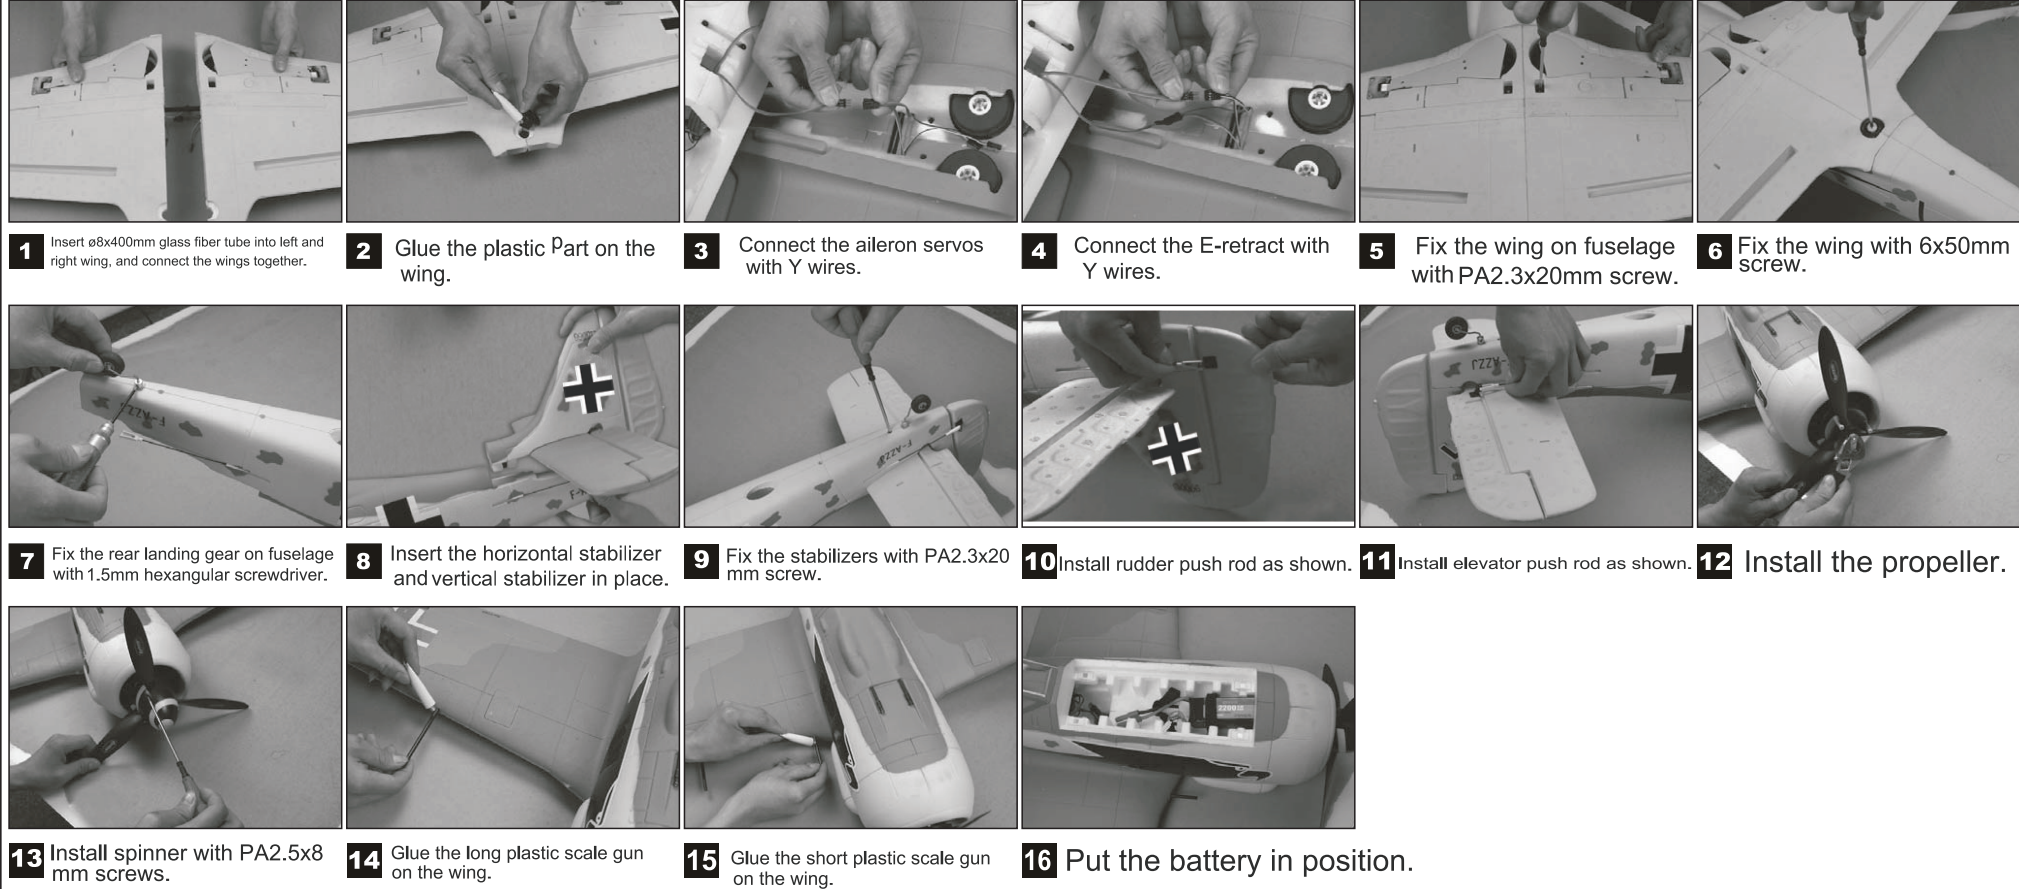 1 Insert ø8x400mm glass fiber tube into left and
right wing, and connect the wings together.
2 Glue the plastic Part on the
wing.
3 Connect the aileron servos
with Y wires.
4 Connect the E-retract with
Y wires.
5 Fix the wing on fuselage
with PA2.3x20mm screw.
6 Fix the wing with 6x50mm
screw.
F-AZZJ
F-AZZJ
F-AZZJ
7 Fix the rear landing gear on fuselage
with 1.5mm hexangular screwdriver.
8 Insert the horizontal stabilizer
and vertical stabilizer in place.
9 Fix the stabilizers with PA2.3x20
mm screw.
10 Install rudder push rod as shown.
11 Install elevator push rod as shown.
12 Install the propeller.
2200
13 Install spinner with PA2.5x8
mm screws.
14 Glue the long plastic scale gun
on the wing.
15 Glue the short plastic scale gun
on the wing.
16 Put the battery in position.